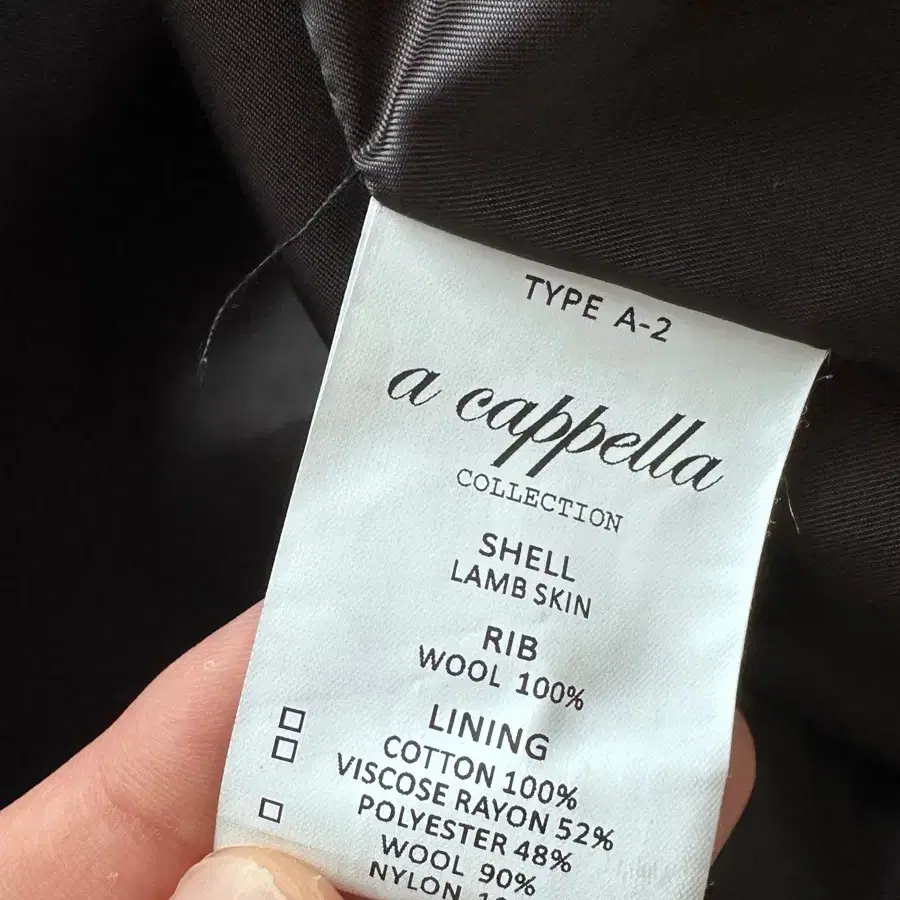 TYPE A-2
a cappella
COLLECTION
SHELL
LAMB SKIN
RIB
WOOL 100%
LINING
COTTON 100%
VISCOSE RAYON 52%
POLYESTER 48%
WOOL 90%
NYLON